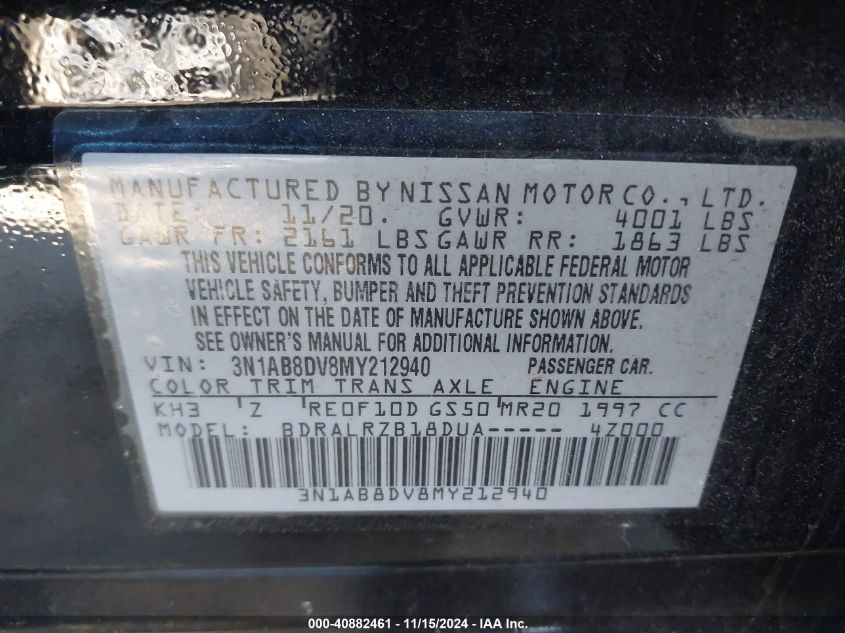 MANUFACTURED BY NISSAN MOTOR CO., LTD.
DATE: 11/20. GVWR: 4001 LBS
GAWR FR: 2161 LBS GAWR RR: 1863 LBS
THIS VEHICLE CONFORMS TO ALL APPLICABLE FEDERAL MOTOR
VEHICLE SAFETY, BUMPER AND THEFT PREVENTION STANDARDS
IN EFFECT ON THE DATE OF MANUFACTURE SHOWN ABOVE.
SEE OWNER'S MANUAL FOR ADDITIONAL INFORMATION.
VIN: 3N1AB8DV8MY212940 PASSENGER CAR.
COLOR TRIM TRANS AXLE ENGINE
KH3 Z RE0F10D GS50 MR20 1997 CC
MODEL: BDRALRZB18DUA----- 4Z000
3N1AB8DV8MY212940
000-40882461 - 11/15/2024 - IAA Inc.